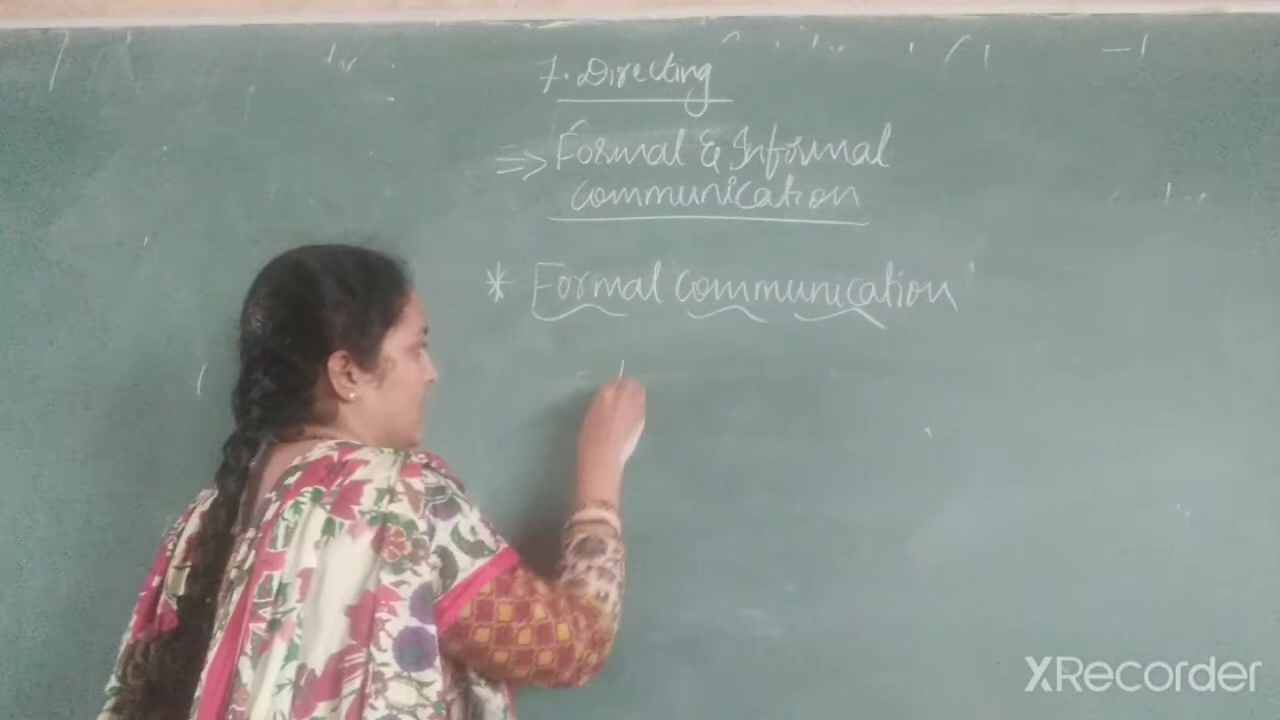 7. Directing
⇒ Formal & Informal
communication
* Formal communication
XRecorder